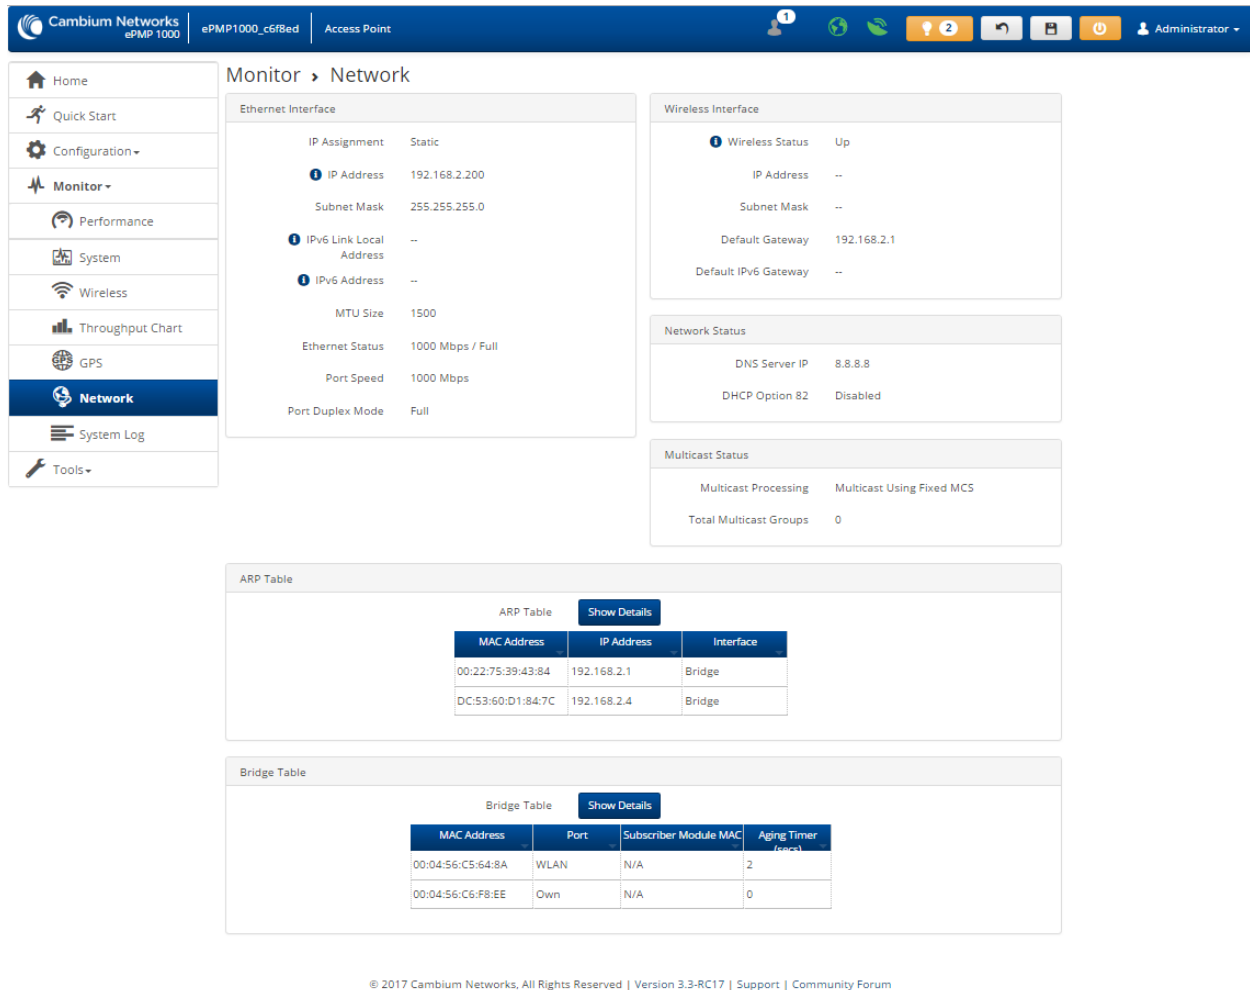 Cambium Networks
ePMP 1000
ePMP1000_c6f8ed
Access Point
1
2
Administrator
Home
Quick Start
Configuration
Monitor
Performance
System
Wireless
Throughput Chart
GPS
Network
System Log
Tools
Monitor › Network
Ethernet Interface
IP Assignment Static
IP Address 192.168.2.200
Subnet Mask 255.255.255.0
IPv6 Link Local Address --
IPv6 Address --
MTU Size 1500
Ethernet Status 1000 Mbps / Full
Port Speed 1000 Mbps
Port Duplex Mode Full
Wireless Interface
Wireless Status Up
IP Address --
Subnet Mask --
Default Gateway 192.168.2.1
Default IPv6 Gateway --
Network Status
DNS Server IP 8.8.8.8
DHCP Option 82 Disabled
Multicast Status
Multicast Processing Multicast Using Fixed MCS
Total Multicast Groups 0
ARP Table
ARP Table Show Details
MAC Address IP Address Interface
00:22:75:39:43:84 192.168.2.1 Bridge
DC:53:60:D1:84:7C 192.168.2.4 Bridge
Bridge Table
Bridge Table Show Details
MAC Address Port Subscriber Module MAC Aging Timer (secs)
00:04:56:C5:64:8A WLAN N/A 2
00:04:56:C6:F8:EE Own N/A 0
© 2017 Cambium Networks, All Rights Reserved | Version 3.3-RC17 | Support | Community Forum